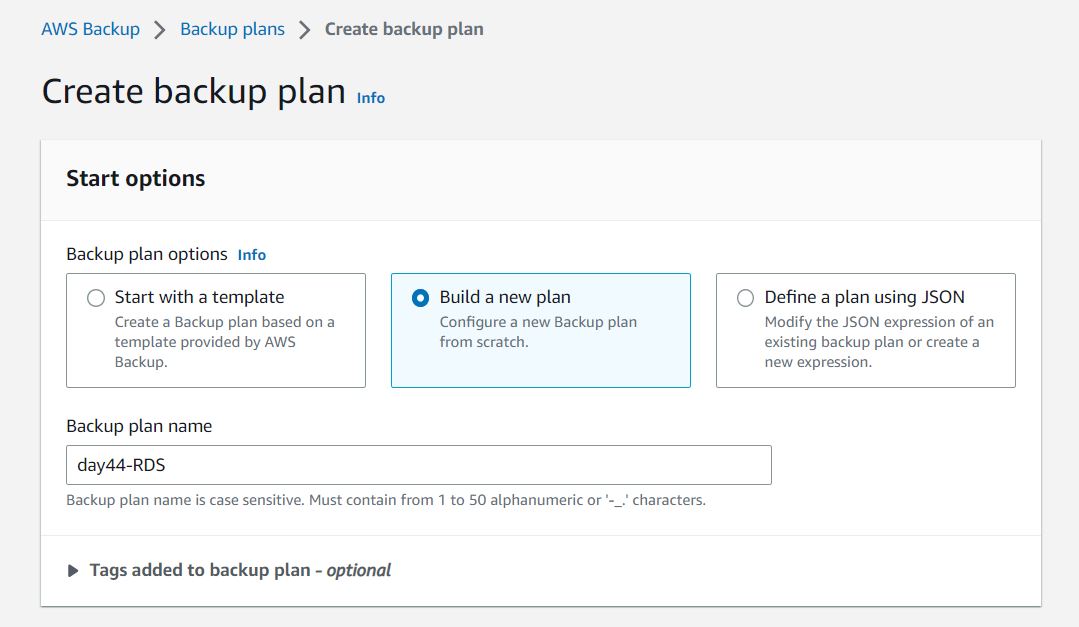 AWS Backup > Backup plans > Create backup plan
Create backup plan Info
Start options
Backup plan options Info
Start with a template
Create a Backup plan based on a
template provided by AWS
Backup.
Build a new plan
Configure a new Backup plan
from scratch.
Define a plan using JSON
Modify the JSON expression of an
existing backup plan or create a
new expression.
Backup plan name
day44-RDS
Backup plan name is case sensitive. Must contain from 1 to 50 alphanumeric or '-_.' characters.
Tags added to backup plan - optional